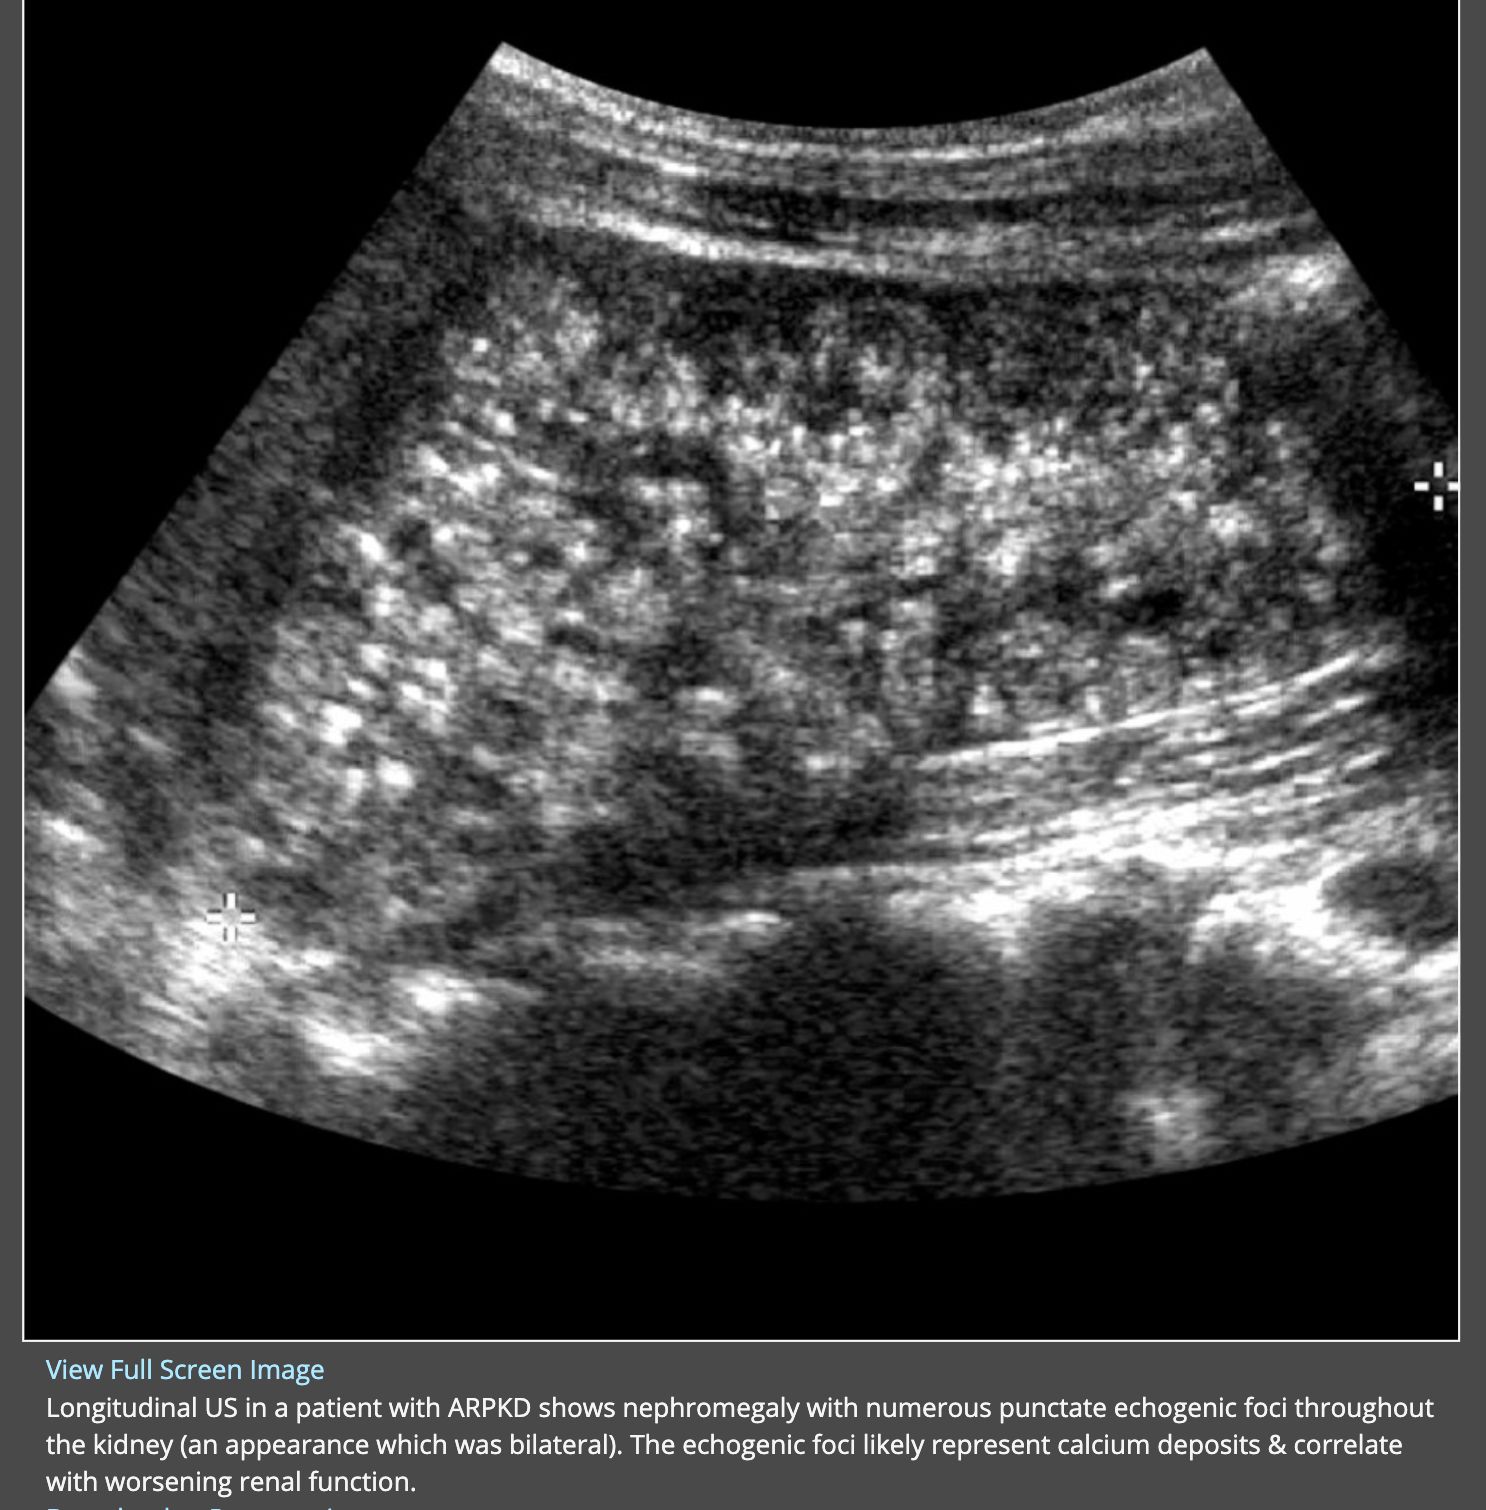 View Full Screen Image
Longitudinal US in a patient with ARPKD shows nephromegaly with numerous punctate echogenic foci throughout
the kidney (an appearance which was bilateral). The echogenic foci likely represent calcium deposits & correlate
with worsening renal function.